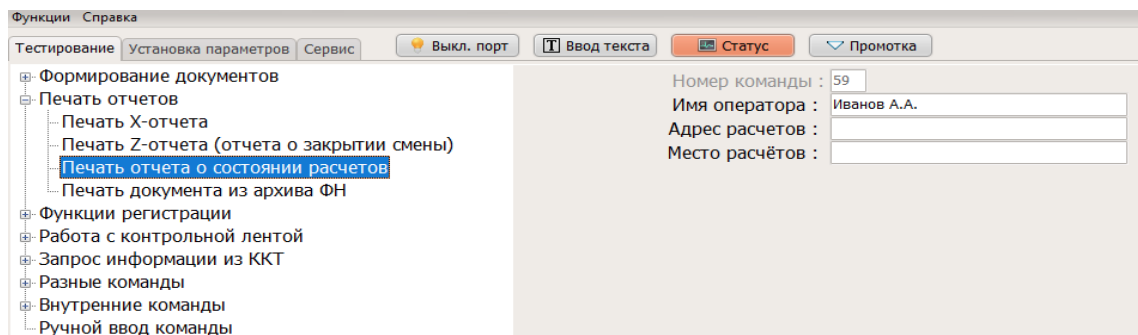 Функции Справка
Тестирование Установка параметров Сервис Выкл. порт Ввод текста Статус Промотка
Формирование документов
Номер команды : 59
Печать отчетов
Имя оператора : Иванов А.А.
Печать X-отчета
Адрес расчетов :
Печать Z-отчета (отчета о закрытии смены)
Место расчётов :
Печать отчета о состоянии расчетов
Печать документа из архива ФН
Функции регистрации
Работа с контрольной лентой
Запрос информации из ККТ
Разные команды
Внутренние команды
Ручной ввод команды